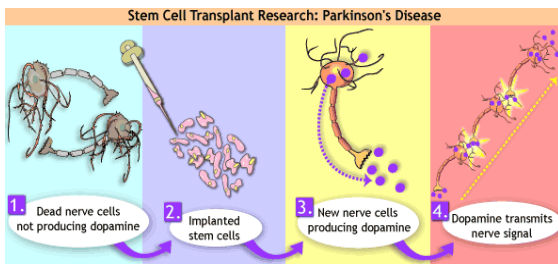 Stem Cell Transplant Research: Parkinson's Disease
1.
Dead nerve cells
not producing dopamine
2.
Implanted
stem cells
3.
New nerve cells
producing dopamine
4.
Dopamine transmits
nerve signal